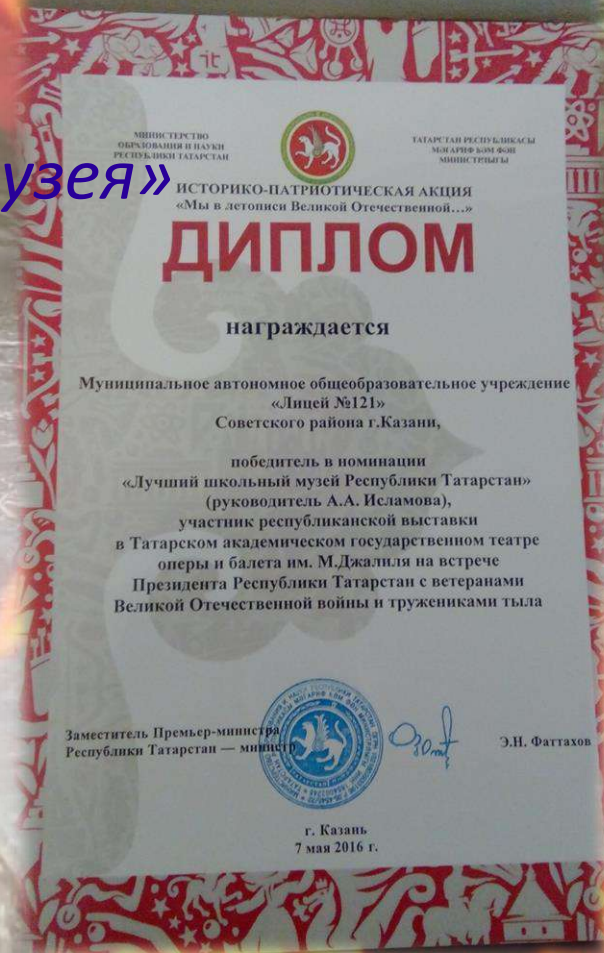 МИНИСТЕРСТВО
ОБРАЗОВАНИЯ И НАУКИ
РЕСПУБЛИКИ ТАТАРСТАН
ТАТАРСТАН РЕСПУБЛИКАСЫ
МӘГАРИФ ҺӘМ ФӘН
МИНИСТРЛЫГЫ
узея»
ИСТОРИКО-ПАТРИОТИЧЕСКАЯ АКЦИЯ
«Мы в летописи Великой Отечественной…»
ДИПЛОМ
награждается
Муниципальное автономное общеобразовательное учреждение
«Лицей №121»
Советского района г.Казани,
победитель в номинации
«Лучший школьный музей Республики Татарстан»
(руководитель А.А. Исламова),
участник республиканской выставки
в Татарском академическом государственном театре
оперы и балета им. М.Джалиля на встрече
Президента Республики Татарстан с ветеранами
Великой Отечественной войны и тружениками тыла
Заместитель Премьер-министра
Республики Татарстан — министр
Э.Н. Фаттахов
г. Казань
7 мая 2016 г.